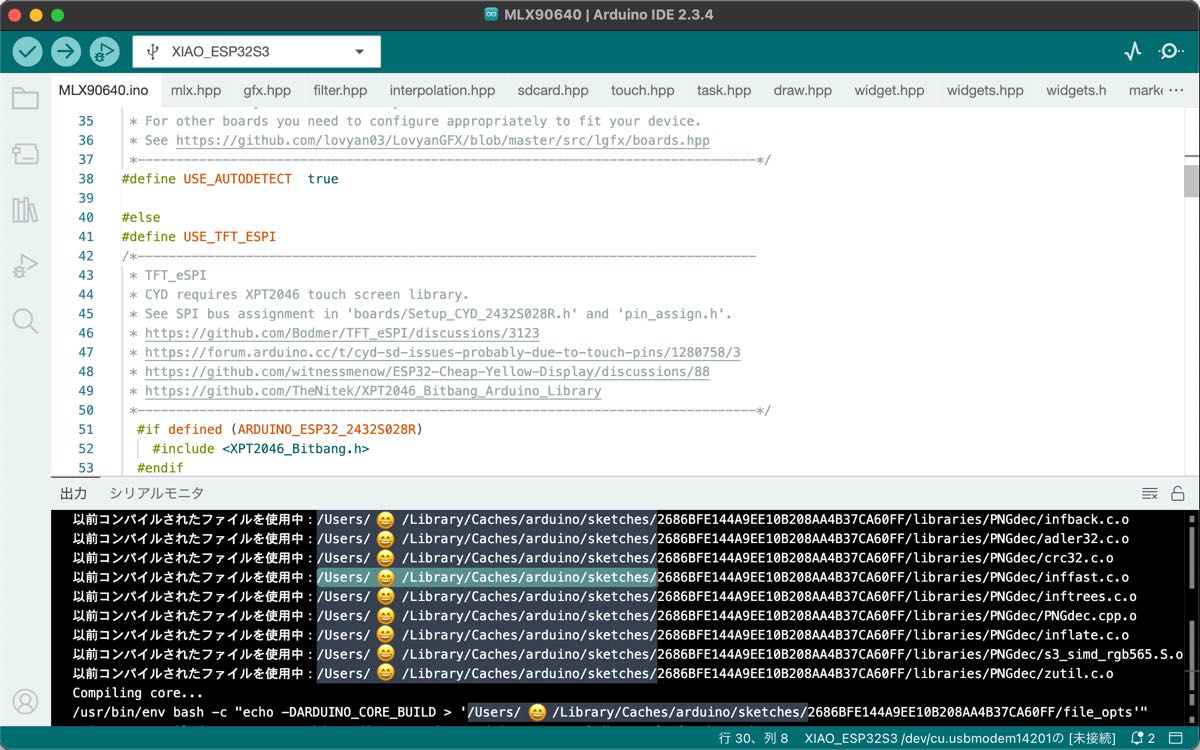 MLX90640 | Arduino IDE 2.3.4
XIAO_ESP32S3
MLX90640.ino mlx.hpp gfx.hpp filter.hpp interpolation.hpp sdcard.hpp touch.hpp task.hpp draw.hpp widget.hpp widgets.hpp widgets.h marke ···
35 * For other boards you need to configure appropriately to fit your device.
36 * See https://github.com/lovyan03/LovyanGFX/blob/master/src/lgfx/boards.hpp
37 *--------------------------------------------------------------------------------*/
38 #define USE_AUTODETECT  true
39
40 #else
41 #define USE_TFT_ESPI
42 /*--------------------------------------------------------------------------------
43 * TFT_eSPI
44 * CYD requires XPT2046 touch screen library.
45 * See SPI bus assignment in 'boards/Setup_CYD_2432S028R.h' and 'pin_assign.h'.
46 * https://github.com/Bodmer/TFT_eSPI/discussions/3123
47 * https://forum.arduino.cc/t/cyd-sd-issues-probably-due-to-touch-pins/1280758/3
48 * https://github.com/witnessmenow/ESP32-Cheap-Yellow-Display/discussions/88
49 * https://github.com/TheNitek/XPT2046_Bitbang_Arduino_Library
50 *--------------------------------------------------------------------------------*/
51 #if defined (ARDUINO_ESP32_2432S028R)
52 #include <XPT2046_Bitbang.h>
53 #endif
出力 シリアルモニタ
以前コンパイルされたファイルを使用中：/Users/ 😄 /Library/Caches/arduino/sketches/2686BFE144A9EE10B208AA4B37CA60FF/libraries/PNGdec/infback.c.o
以前コンパイルされたファイルを使用中：/Users/ 😄 /Library/Caches/arduino/sketches/2686BFE144A9EE10B208AA4B37CA60FF/libraries/PNGdec/adler32.c.o
以前コンパイルされたファイルを使用中：/Users/ 😄 /Library/Caches/arduino/sketches/2686BFE144A9EE10B208AA4B37CA60FF/libraries/PNGdec/crc32.c.o
以前コンパイルされたファイルを使用中：/Users/ 😄 /Library/Caches/arduino/sketches/2686BFE144A9EE10B208AA4B37CA60FF/libraries/PNGdec/inffast.c.o
以前コンパイルされたファイルを使用中：/Users/ 😄 /Library/Caches/arduino/sketches/2686BFE144A9EE10B208AA4B37CA60FF/libraries/PNGdec/inftrees.c.o
以前コンパイルされたファイルを使用中：/Users/ 😄 /Library/Caches/arduino/sketches/2686BFE144A9EE10B208AA4B37CA60FF/libraries/PNGdec/PNGdec.cpp.o
以前コンパイルされたファイルを使用中：/Users/ 😄 /Library/Caches/arduino/sketches/2686BFE144A9EE10B208AA4B37CA60FF/libraries/PNGdec/inflate.c.o
以前コンパイルされたファイルを使用中：/Users/ 😄 /Library/Caches/arduino/sketches/2686BFE144A9EE10B208AA4B37CA60FF/libraries/PNGdec/s3_simd_rgb565.S.o
以前コンパイルされたファイルを使用中：/Users/ 😄 /Library/Caches/arduino/sketches/2686BFE144A9EE10B208AA4B37CA60FF/libraries/PNGdec/zutil.c.o
Compiling core...
/usr/bin/env bash -c "echo -DARDUINO_CORE_BUILD > '/Users/ 😄 /Library/Caches/arduino/sketches/2686BFE144A9EE10B208AA4B37CA60FF/file_opts'"
行 30、列 8 XIAO_ESP32S3 /dev/cu.usbmodem14201の [未接続] 2